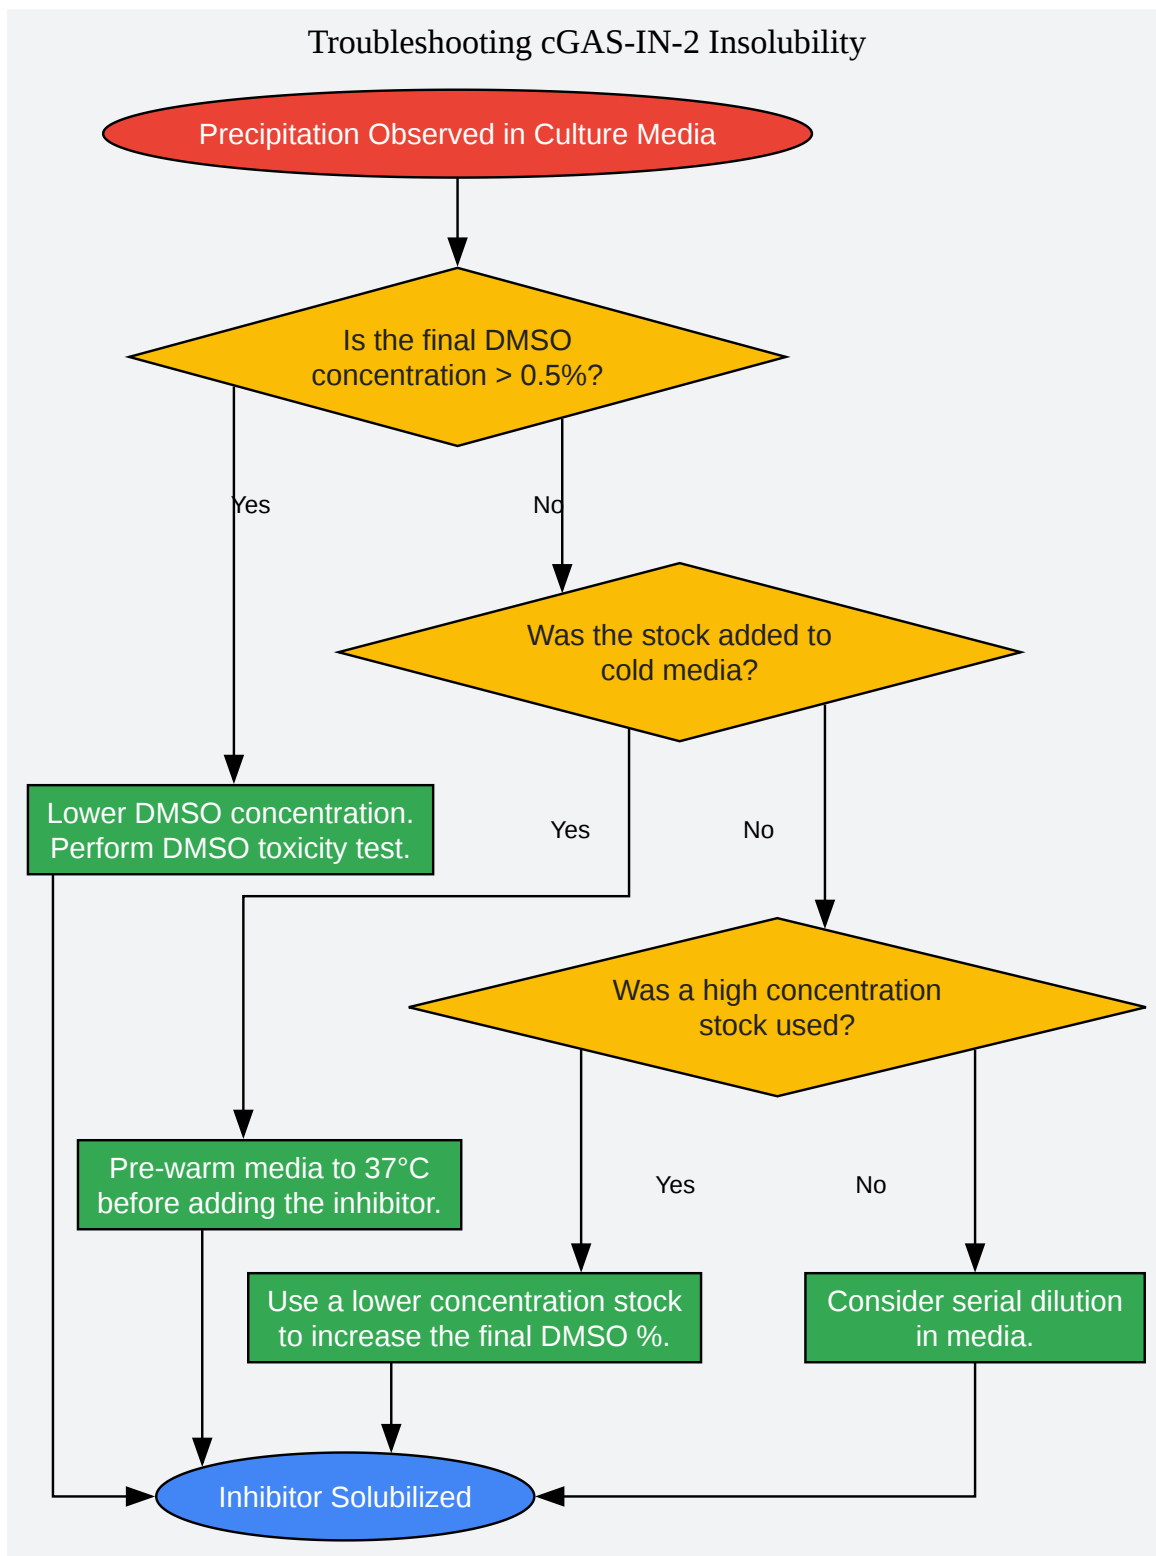 Troubleshooting cGAS-IN-2 Insolubility
Precipitation Observed in Culture Media
Is the final DMSO
concentration > 0.5%?
Yes
No
Was the stock added to
cold media?
Lower DMSO concentration.
Perform DMSO toxicity test.
Yes
No
Was a high concentration
stock used?
Pre-warm media to 37°C
before adding the inhibitor.
Yes
No
Use a lower concentration stock
to increase the final DMSO %.
Consider serial dilution
in media.
Inhibitor Solubilized